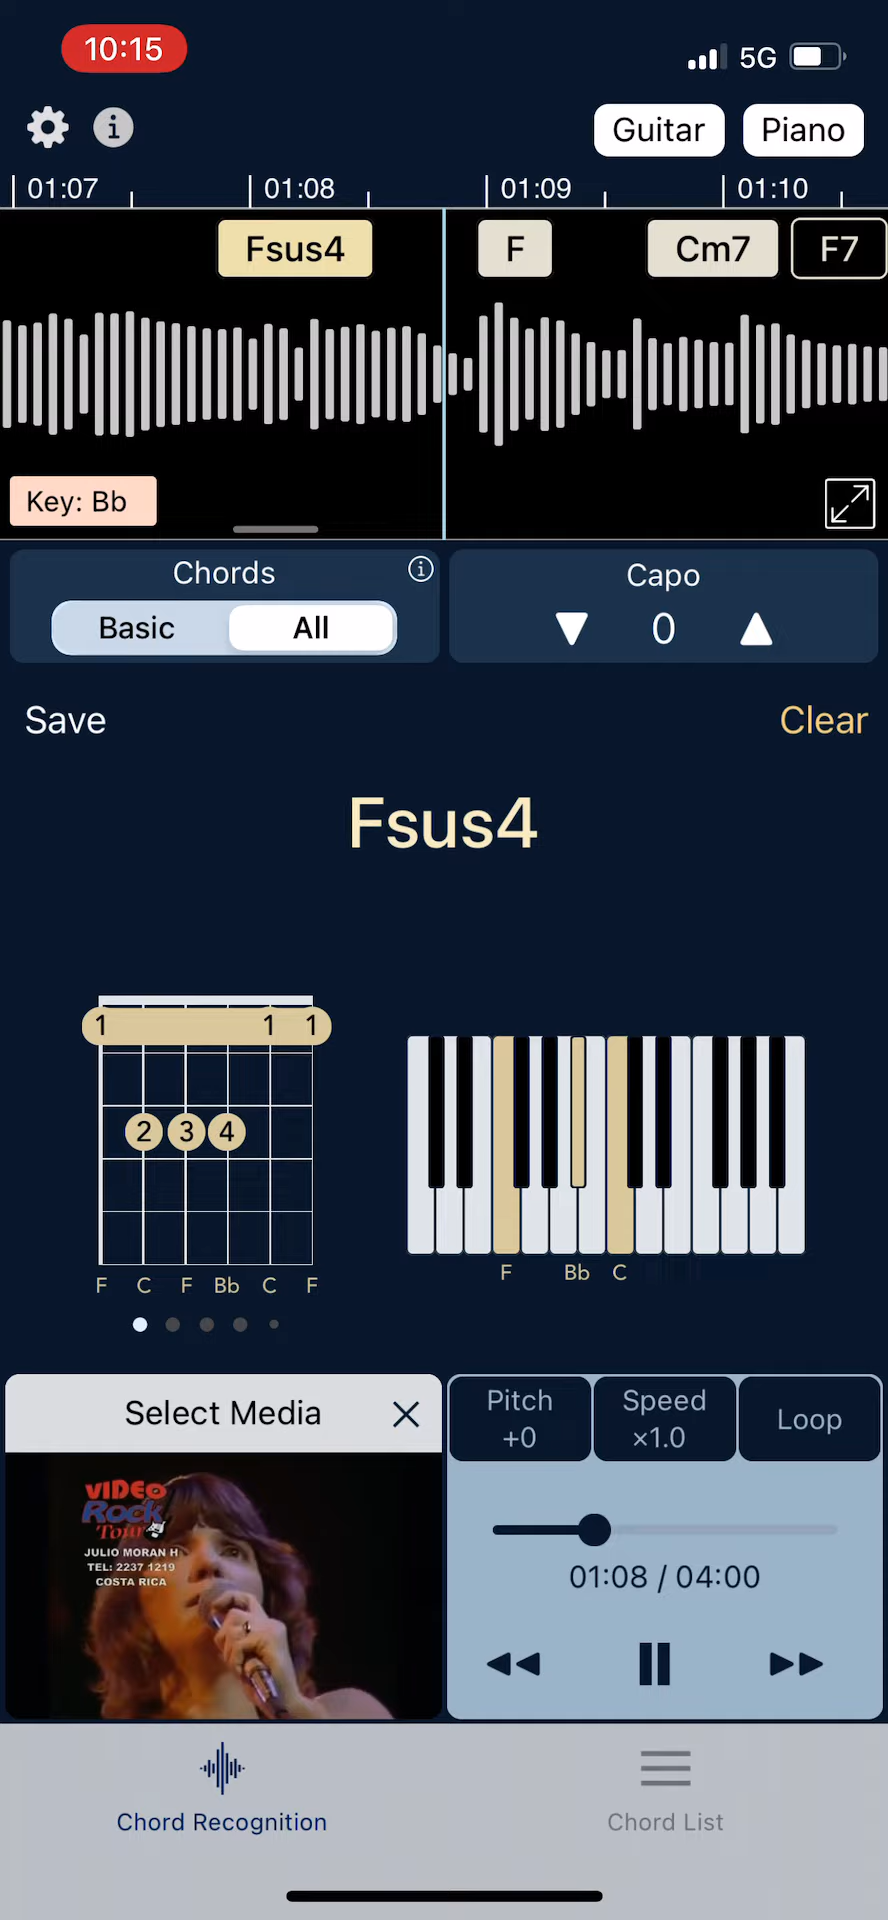 10:15
5G
Guitar
Piano
01:07
01:08
01:09
01:10
Fsus4
F
Cm7
F7
Key: Bb
Chords
Basic
All
Capo
0
Save
Clear
Fsus4
1 1 1
2 3 4
F C F Bb C F
F Bb C
Select Media
Pitch
+0
Speed
×1.0
Loop
VIDEO
Rock
Tour
JULIO MORAN H
TEL: 2237 1219
COSTA RICA
01:08 / 04:00
Chord Recognition
Chord List